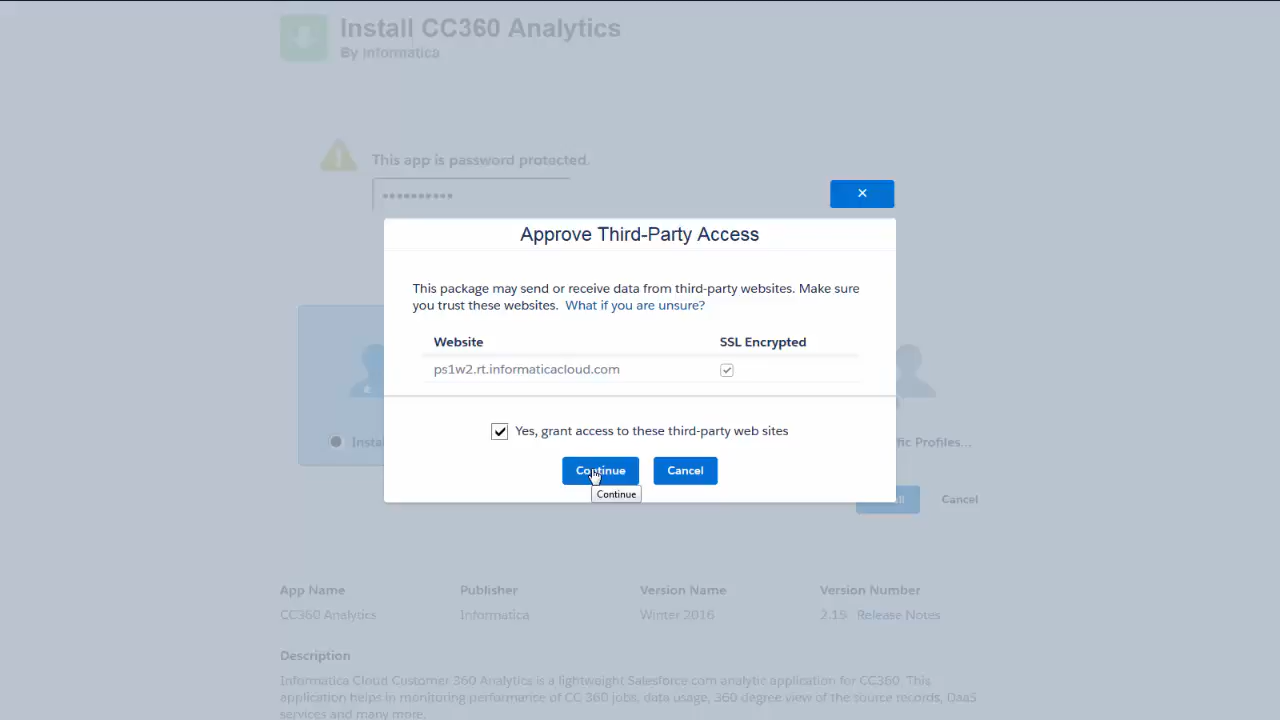 Install CC360 Analytics
By Informatica
This app is password protected.
••••••••••
×
Approve Third-Party Access
This package may send or receive data from third-party websites. Make sure
you trust these websites. What if you are unsure?
Website SSL Encrypted
ps1w2.rt.informaticacloud.com
Yes, grant access to these third-party web sites
Continue Cancel
Continue
Cancel
App Name Publisher Version Name Version Number
CC360 Analytics Informatica Winter 2016 2.19 Release Notes
Description
Informatica Cloud Customer 360 Analytics is a lightweight Salesforce.com analytic application for CC360. This
application helps in monitoring performance of CC 360 jobs, data usage, 360 degree view of the source records, DaaS
services and many more.